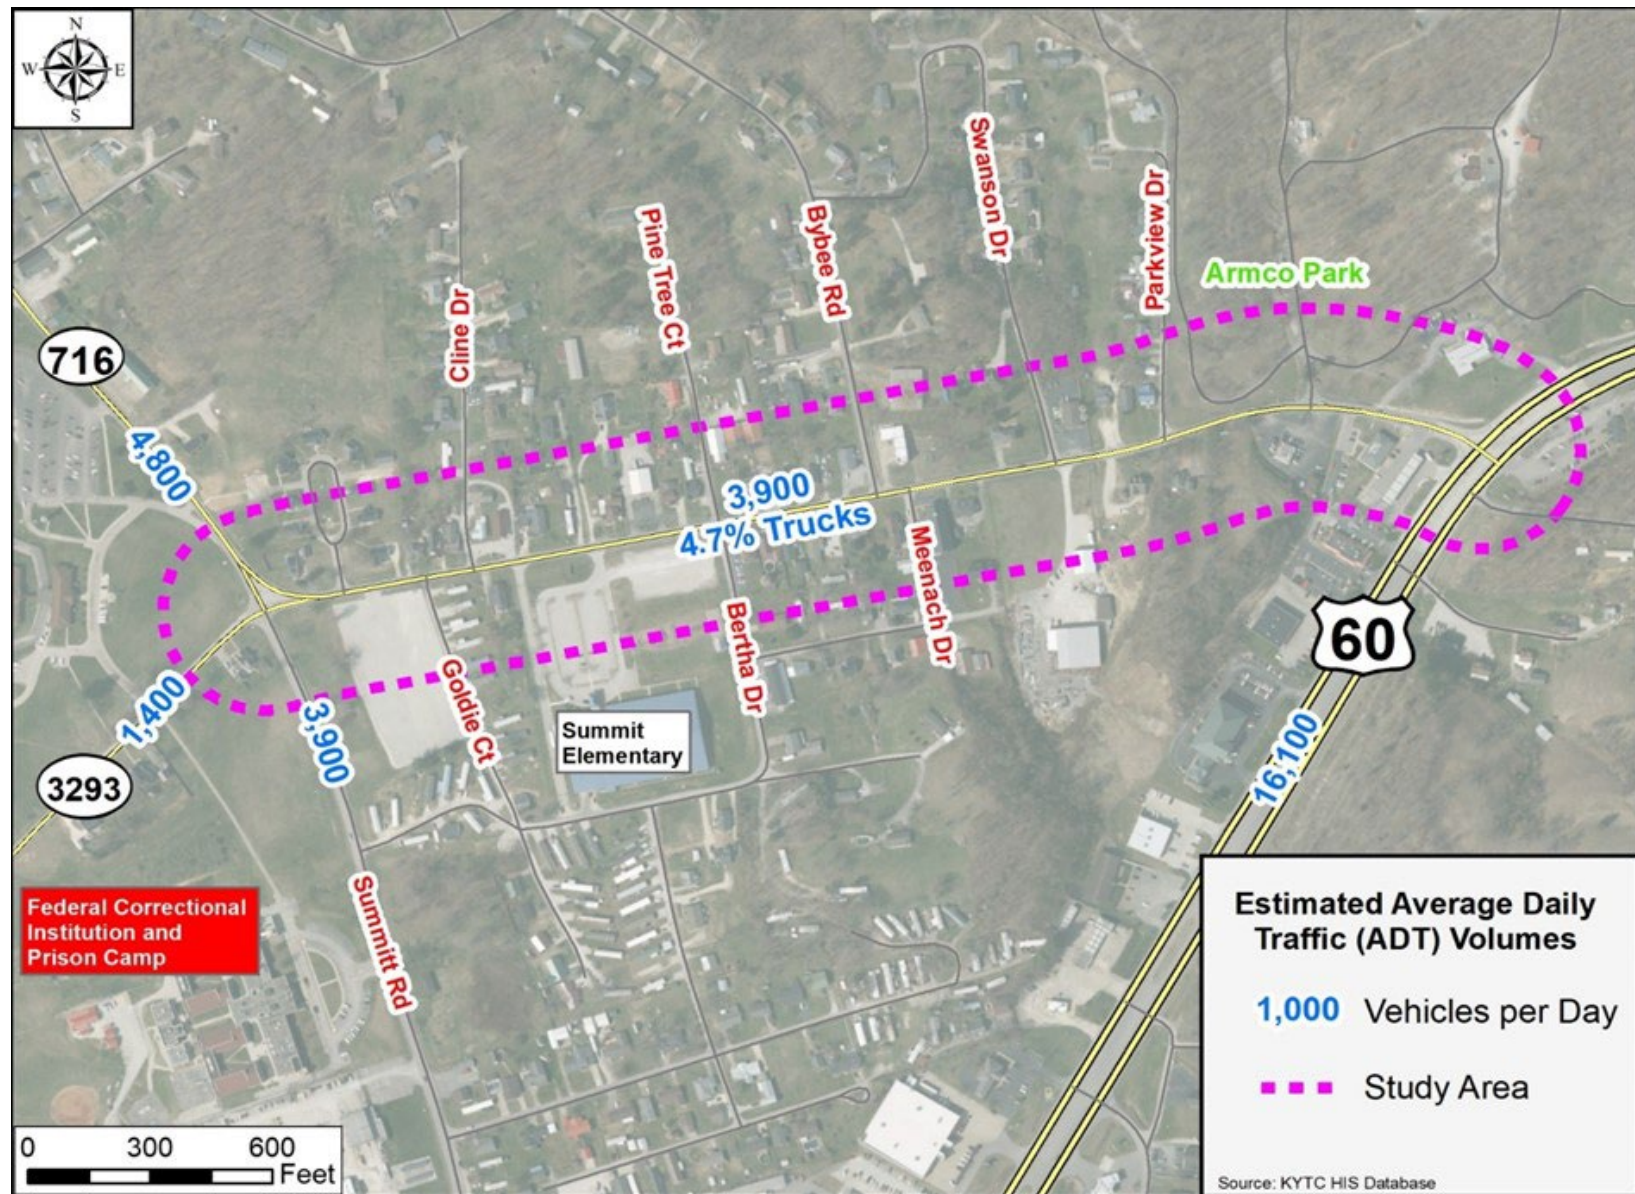 N
W E
S
Swanson Dr
Parkview Dr
Pine Tree Ct
Bybee Rd
Armco Park
Cline Dr
716
4,800
3,900
4.7% Trucks
Meenach Dr
Bertha Dr
60
Goldie Ct
1,400
3,900
Summit
Elementary
3293
16,100
Summitt Rd
Federal Correctional
Institution and
Prison Camp
Estimated Average Daily
Traffic (ADT) Volumes
1,000 Vehicles per Day
Study Area
0 300 600
Feet
Source: KYTC HIS Database